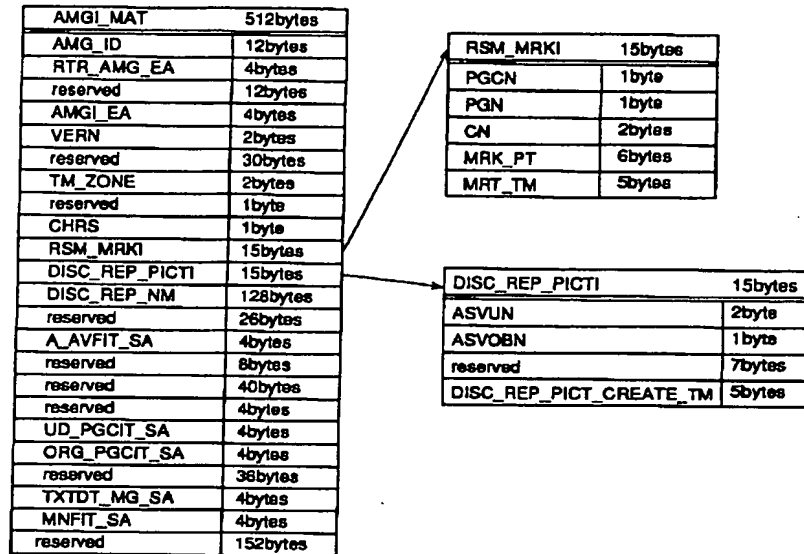 AMGI_MAT 512bytes
AMG_ID 12bytes
RTR_AMG_EA 4bytes
reserved 12bytes
AMGI_EA 4bytes
VERN 2bytes
reserved 30bytes
TM_ZONE 2bytes
reserved 1byte
CHRS 1byte
RSM_MRKI 15bytes
DISC_REP_PICTI 15bytes
DISC_REP_NM 128bytes
reserved 26bytes
A_AVFIT_SA 4bytes
reserved 8bytes
reserved 40bytes
reserved 4bytes
UD_PGCIT_SA 4bytes
ORG_PGCIT_SA 4bytes
reserved 36bytes
TXTDT_MG_SA 4bytes
MNFIT_SA 4bytes
reserved 152bytes
RSM_MRKI 15bytes
PGCN 1byte
PGN 1byte
CN 2bytes
MRK_PT 6bytes
MRT_TM 5bytes
DISC_REP_PICTI 15bytes
ASVUN 2byte
ASVOBN 1byte
reserved 7bytes
DISC_REP_PICT_CREATE_TM 5bytes